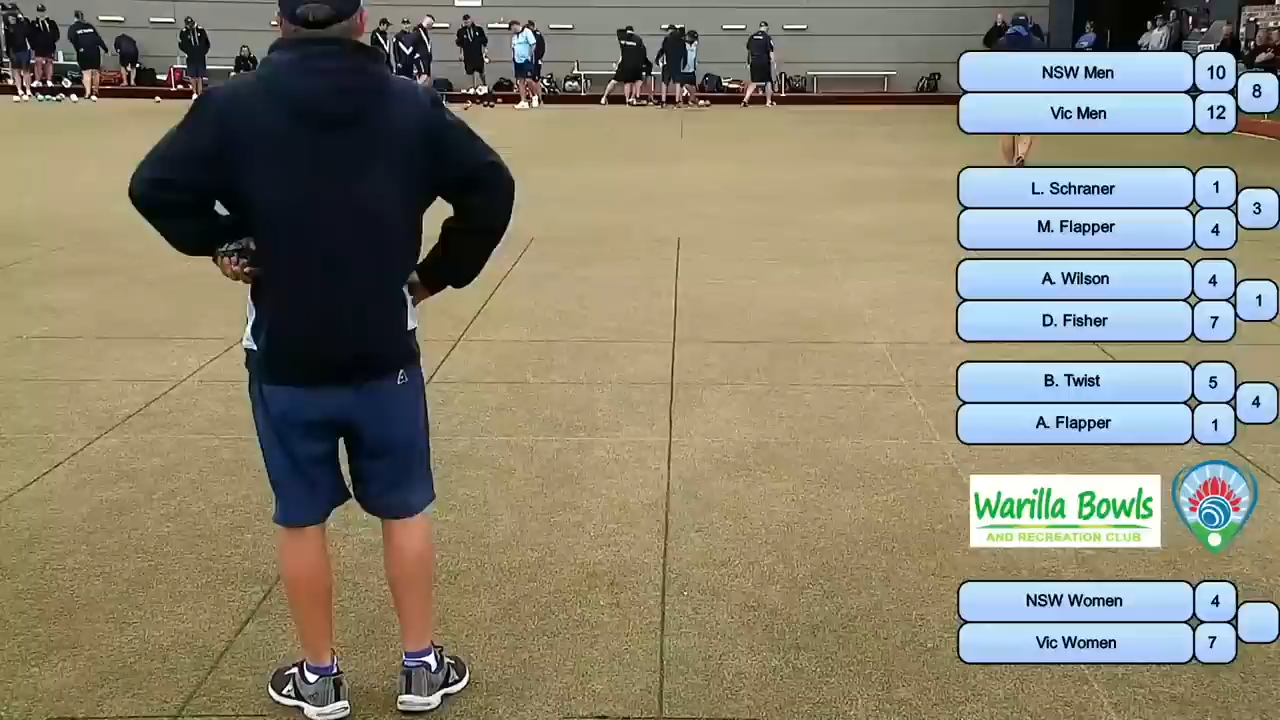 NSW Men 10
8
Vic Men 12
L. Schraner 1
3
M. Flapper 4
A. Wilson 4
1
D. Fisher 7
B. Twist 5
4
A. Flapper 1
Warilla Bowls
AND RECREATION CLUB
NSW Women 4
Vic Women 7